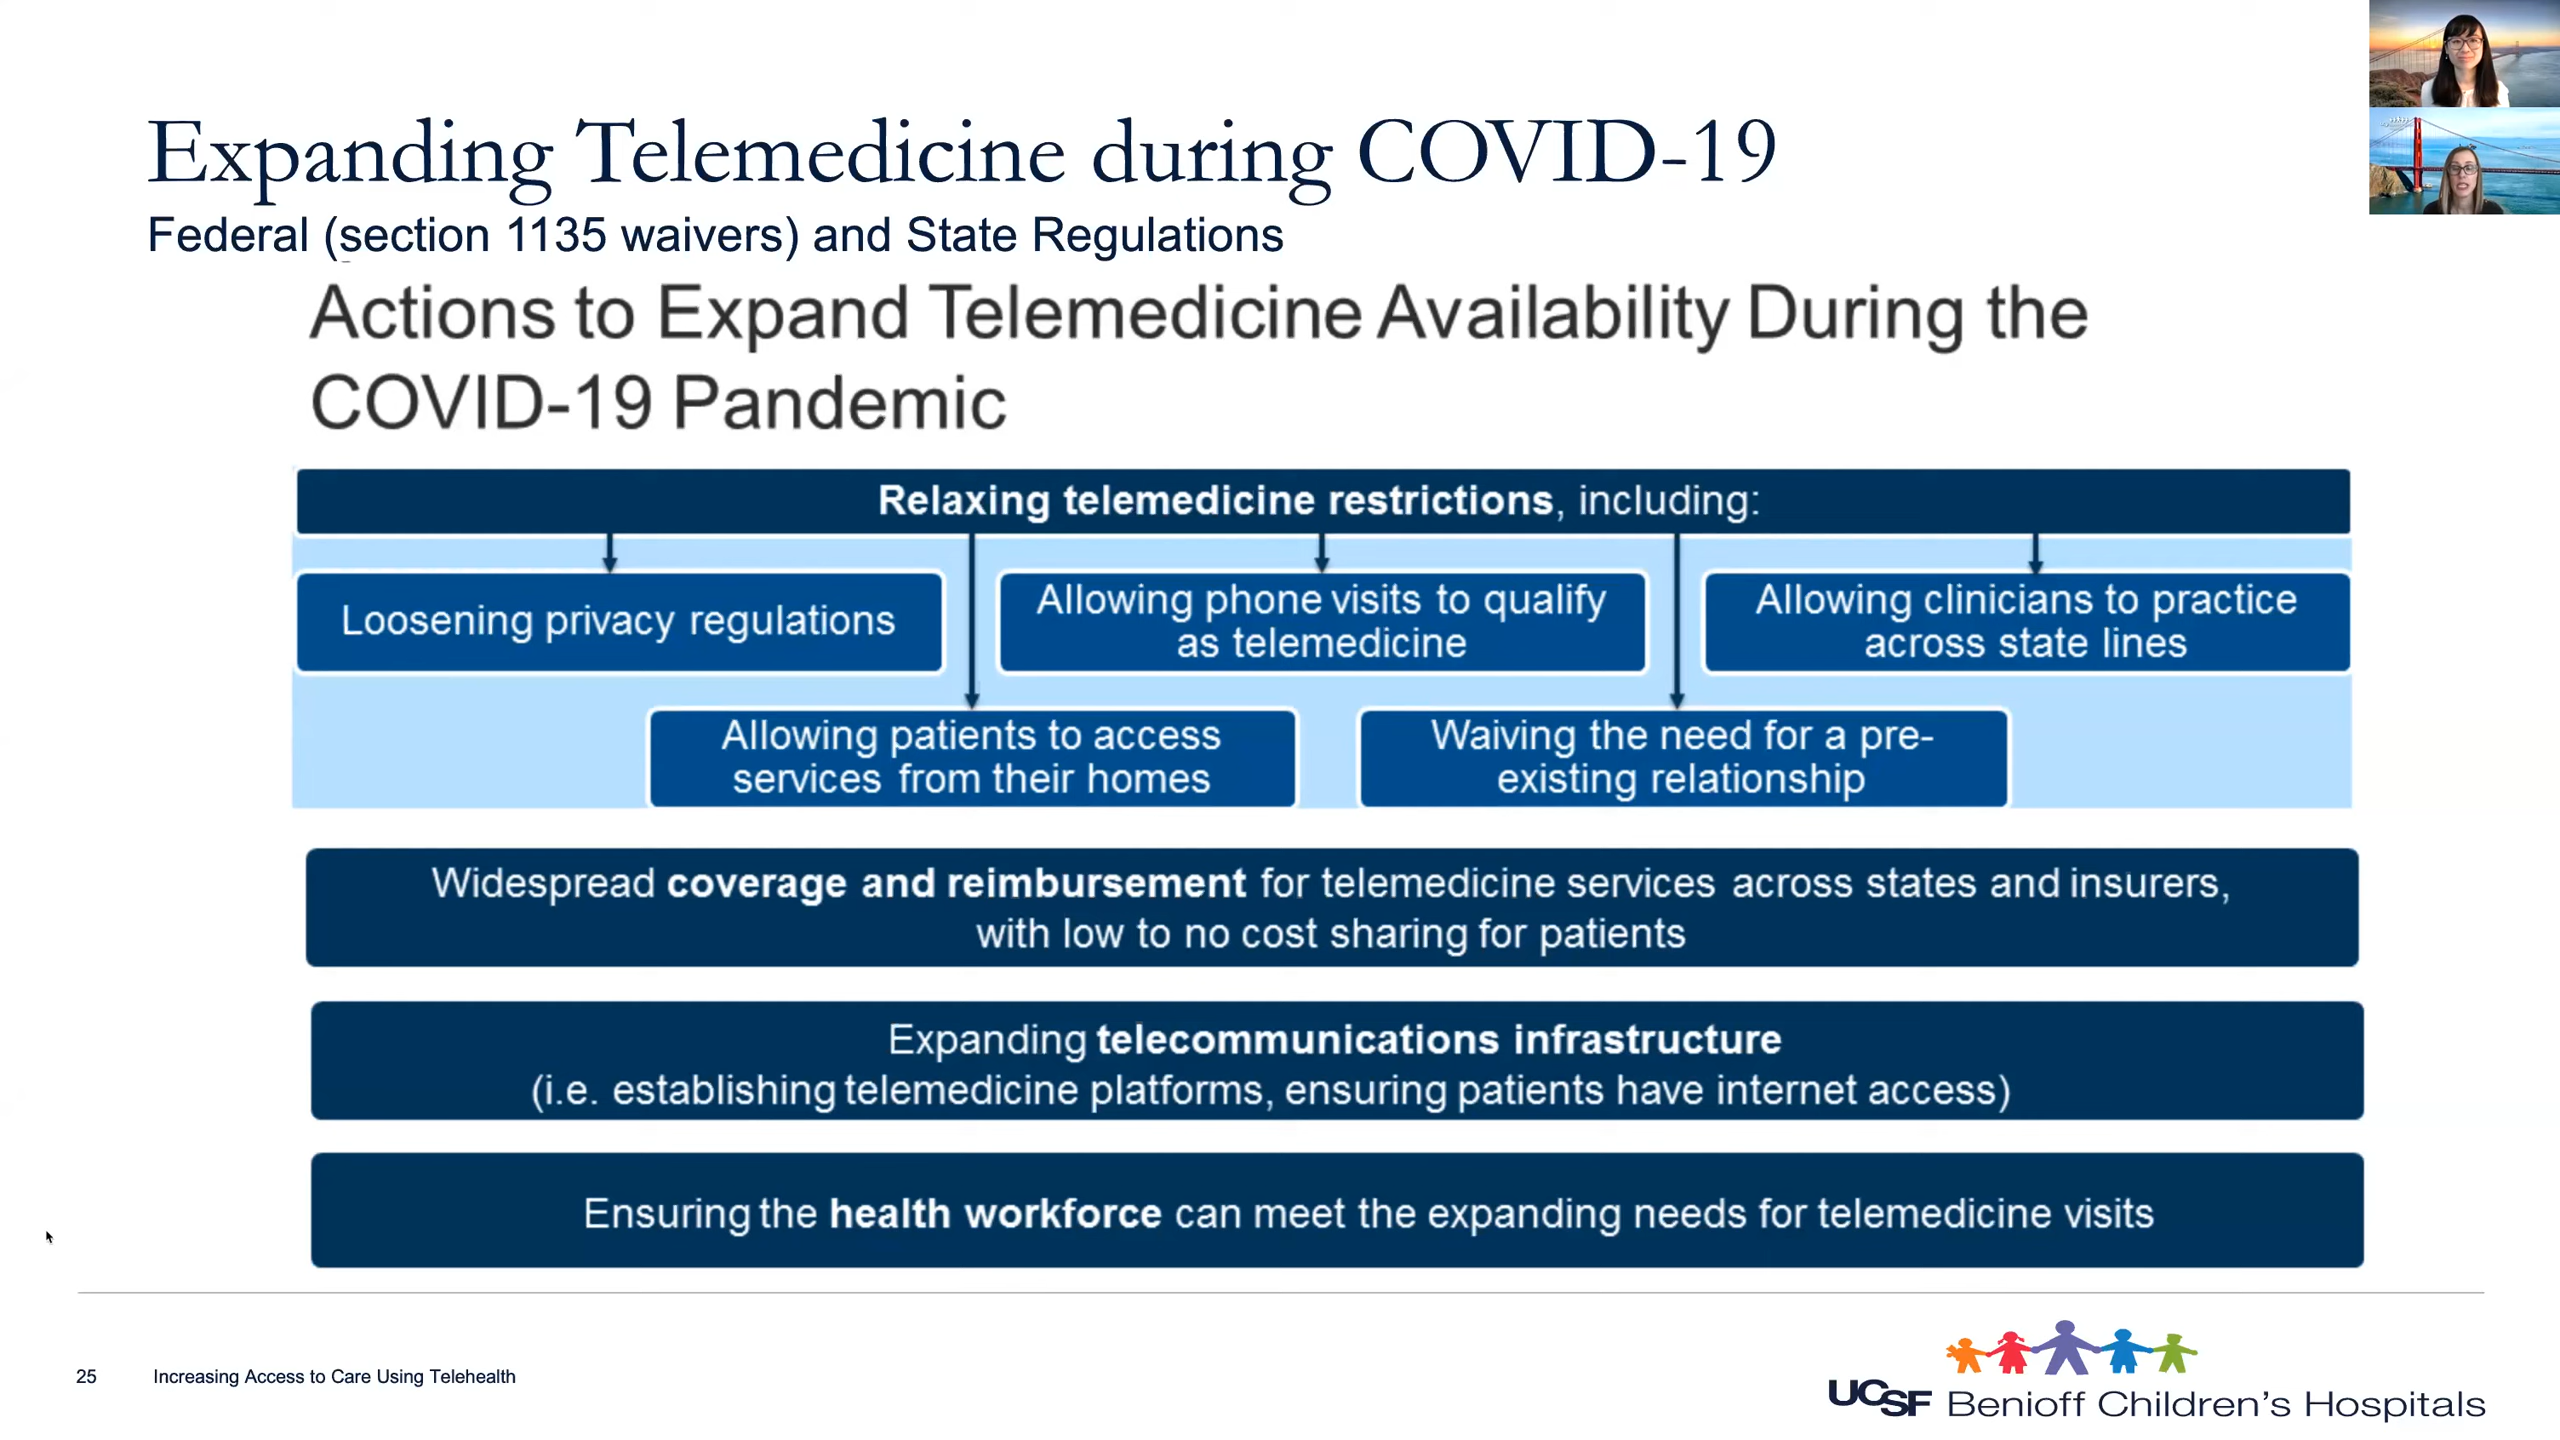 Expanding Telemedicine during COVID-19
Federal (section 1135 waivers) and State Regulations
Actions to Expand Telemedicine Availability During the
COVID-19 Pandemic
Relaxing telemedicine restrictions, including:
Loosening privacy regulations
Allowing phone visits to qualify
as telemedicine
Allowing clinicians to practice
across state lines
Allowing patients to access
services from their homes
Waiving the need for a pre-
existing relationship
Widespread coverage and reimbursement for telemedicine services across states and insurers,
with low to no cost sharing for patients
Expanding telecommunications infrastructure
(i.e. establishing telemedicine platforms, ensuring patients have internet access)
Ensuring the health workforce can meet the expanding needs for telemedicine visits
25
Increasing Access to Care Using Telehealth
UCSF Benioff Children's Hospitals